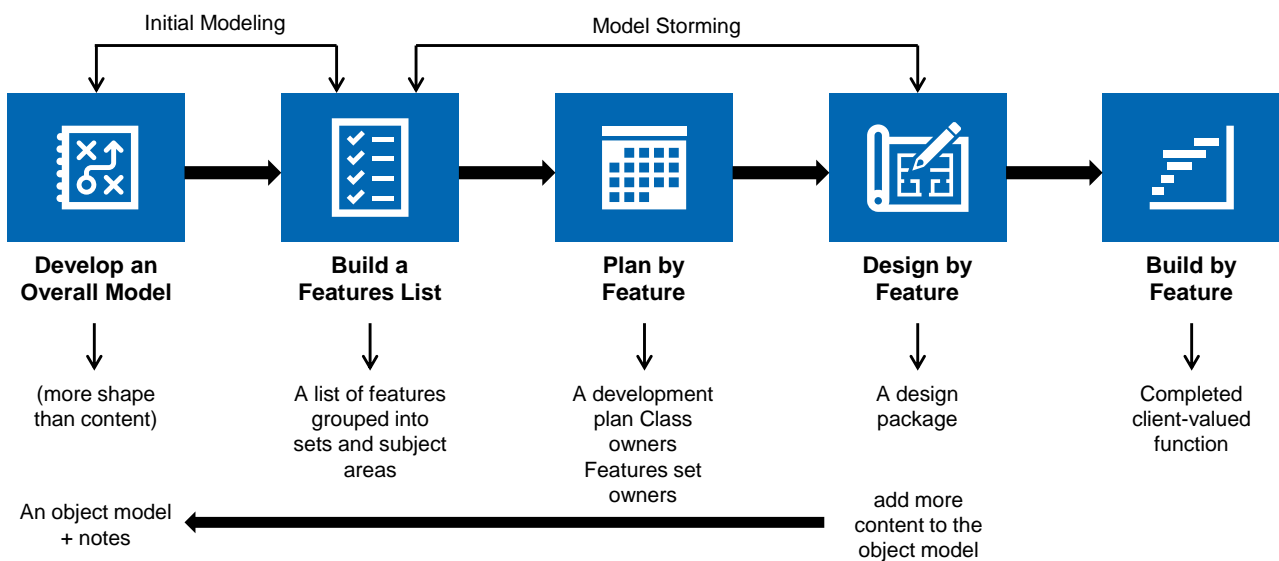 Initial Modeling
Model Storming
Develop an
Overall Model
Build a
Features List
Plan by
Feature
Design by
Feature
Build by
Feature
(more shape
than content)
A list of features
grouped into
sets and subject
areas
A development
plan Class
owners
Features set
owners
A design
package
Completed
client-valued
function
An object model
+ notes
add more
content to the
object model